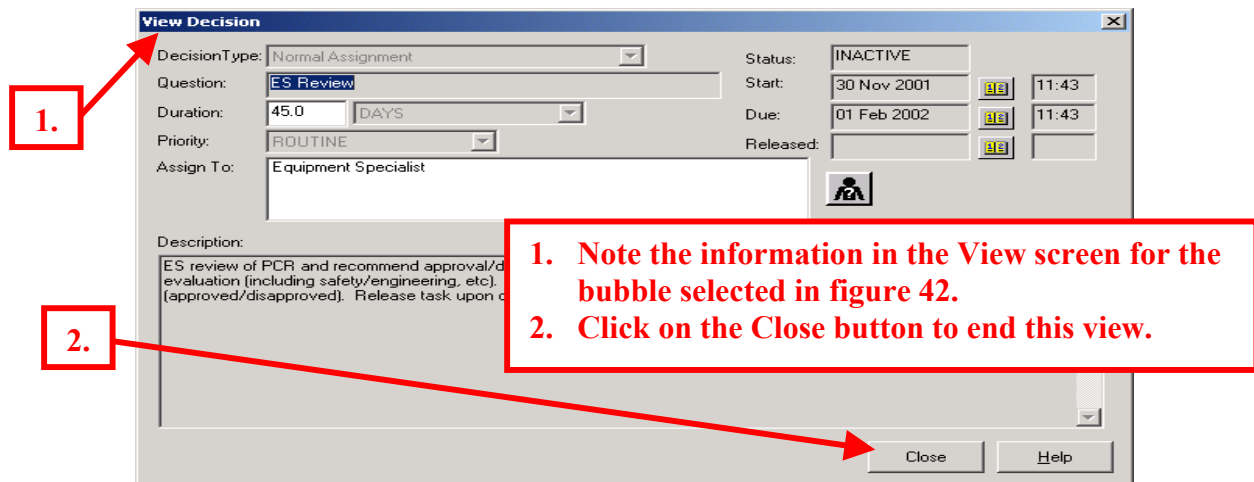 View Decision
DecisionType: Normal Assignment
Status: INACTIVE
Question: ES Review
Start: 30 Nov 2001 11:43
Duration: 45.0 DAYS
Due: 01 Feb 2002 11:43
Priority: ROUTINE
Released:
Assign To: Equipment Specialist
Description:
ES review of PCR and recommend approval/d
evaluation (including safety/engineering, etc).
(approved/disapproved). Release task upon
1.
1. Note the information in the View screen for the
bubble selected in figure 42.
2. Click on the Close button to end this view.
2.
Close
Help